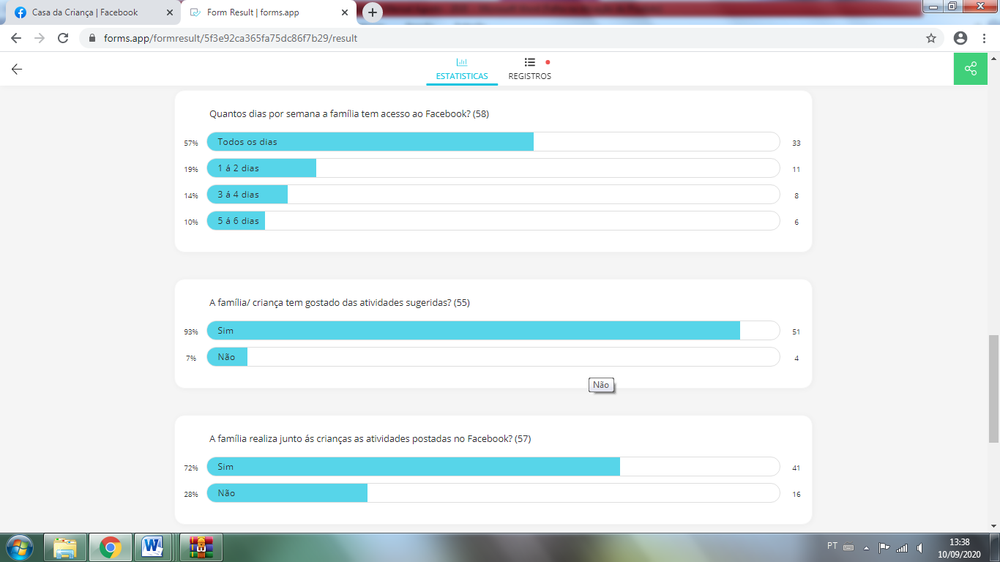 Casa da Criança | Facebook
Form Result | forms.app
forms.app/formresult/5f3e92ca365fa75dc86f7b29/result
ESTATISTICAS
REGISTROS
Quantos dias por semana a família tem acesso ao Facebook? (58)
57% Todos os dias 33
19% 1 á 2 dias 11
14% 3 á 4 dias 8
10% 5 á 6 dias 6
A família/ criança tem gostado das atividades sugeridas? (55)
93% Sim 51
7% Não 4
Não
A família realiza junto ás crianças as atividades postadas no Facebook? (57)
72% Sim 41
28% Não 16
PT
13:38
10/09/2020